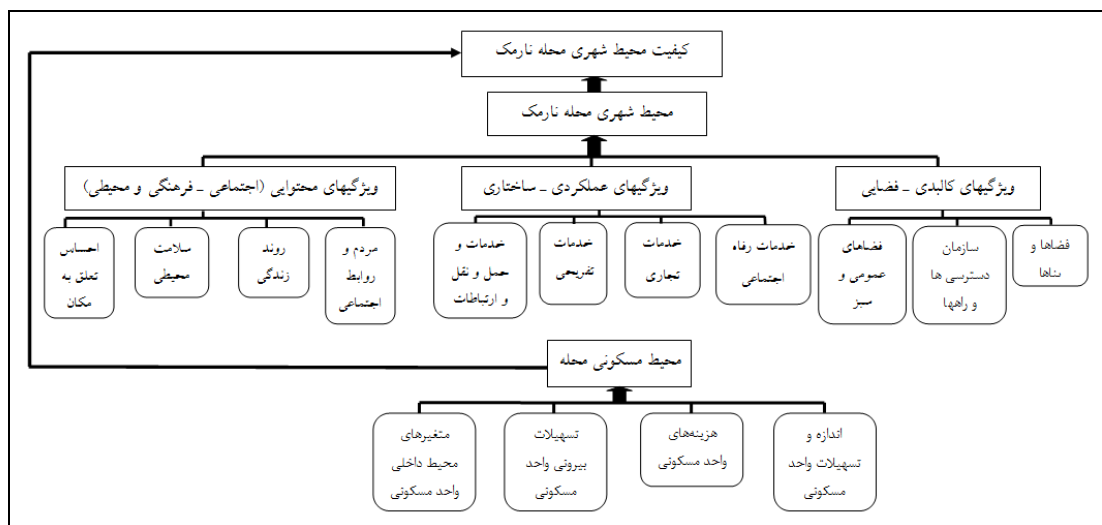 کیفیت محیط شهری محله نارمک
محیط شهری محله نارمک
ویژگیهای کالبدی _ فضایی
ویژگیهای عملکردی _ ساختاری
ویژگیهای محتوایی (اجتماعی _ فرهنگی و محیطی)
فضاها و
بناها
سازمان
دسترسی ها
و راهها
فضاهای
عمومی و
سبز
خدمات رفاه
اجتماعی
خدمات
تجاری
خدمات
تفریحی
خدمات و
حمل و نقل
و ارتباطات
مردم و
روابط
اجتماعی
روند
زندگی
سلامت
محیطی
احساس
تعلق به
مکان
محیط مسکونی محله
اندازه و
تسهیلات واحد
مسکونی
هزینه‌های
واحد مسکونی
تسهیلات
بیرونی واحد
مسکونی
متغیرهای
محیط داخلی
واحد مسکونی